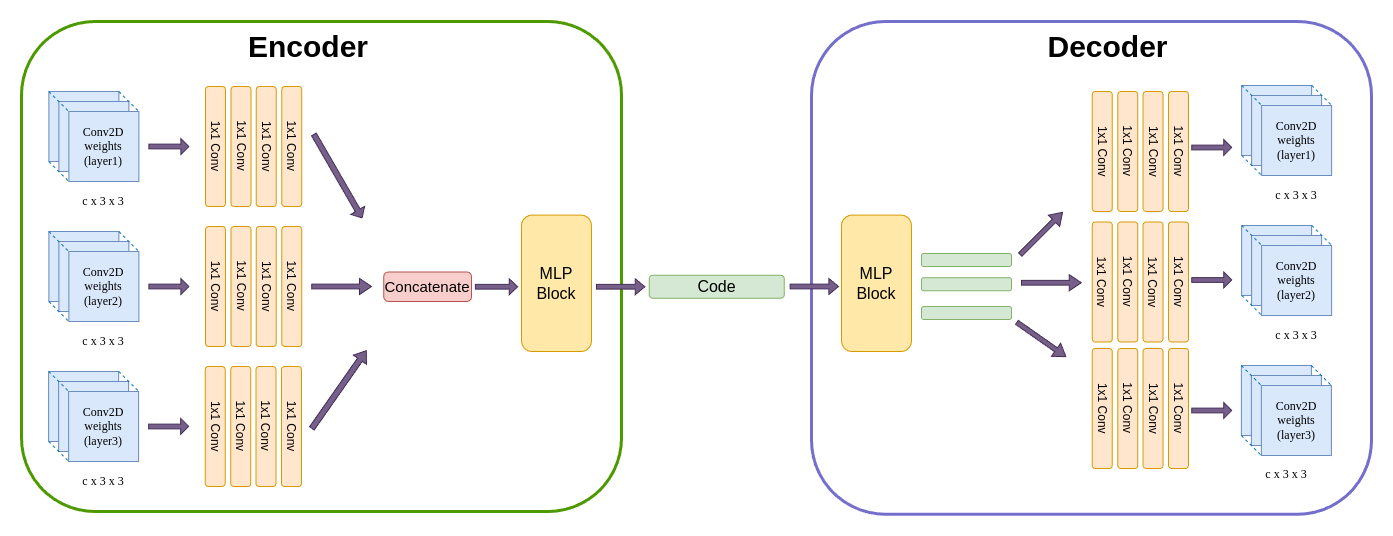 Encoder
Conv2D
weights
(layer1)
c x 3 x 3
1x1 Conv
1x1 Conv
1x1 Conv
1x1 Conv
Conv2D
weights
(layer2)
c x 3 x 3
1x1 Conv
1x1 Conv
1x1 Conv
1x1 Conv
Conv2D
weights
(layer3)
c x 3 x 3
1x1 Conv
1x1 Conv
1x1 Conv
1x1 Conv
Concatenate
MLP
Block
Code
Decoder
MLP
Block
1x1 Conv
1x1 Conv
1x1 Conv
1x1 Conv
Conv2D
weights
(layer1)
c x 3 x 3
1x1 Conv
1x1 Conv
1x1 Conv
1x1 Conv
Conv2D
weights
(layer2)
c x 3 x 3
1x1 Conv
1x1 Conv
1x1 Conv
1x1 Conv
Conv2D
weights
(layer3)
c x 3 x 3